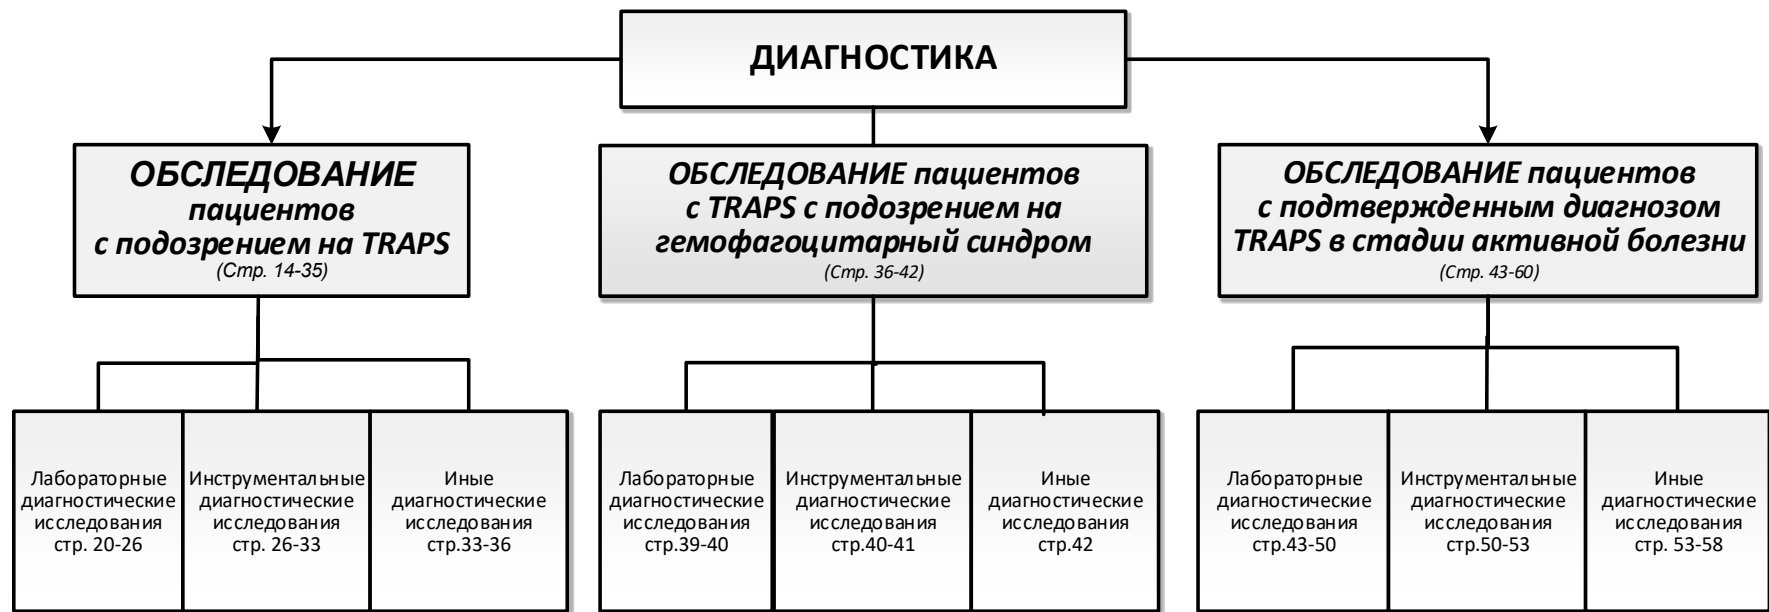 ДИАГНОСТИКА
ОБСЛЕДОВАНИЕ
пациентов
с подозрением на TRAPS
(Стр. 14-35)
ОБСЛЕДОВАНИЕ пациентов
с TRAPS с подозрением на
гемофагоцитарный синдром
(Стр. 36-42)
ОБСЛЕДОВАНИЕ пациентов
с подтвержденным диагнозом
TRAPS в стадии активной болезни
(Стр. 43-60)
Лабораторные
диагностические
исследования
стр. 20-26
Инструментальные
диагностические
исследования
стр. 26-33
Иные
диагностические
исследования
стр.33-36
Лабораторные
диагностические
исследования
стр.39-40
Инструментальные
диагностические
исследования
стр.40-41
Иные
диагностические
исследования
стр.42
Лабораторные
диагностические
исследования
стр.43-50
Инструментальные
диагностические
исследования
стр.50-53
Иные
диагностические
исследования
стр. 53-58